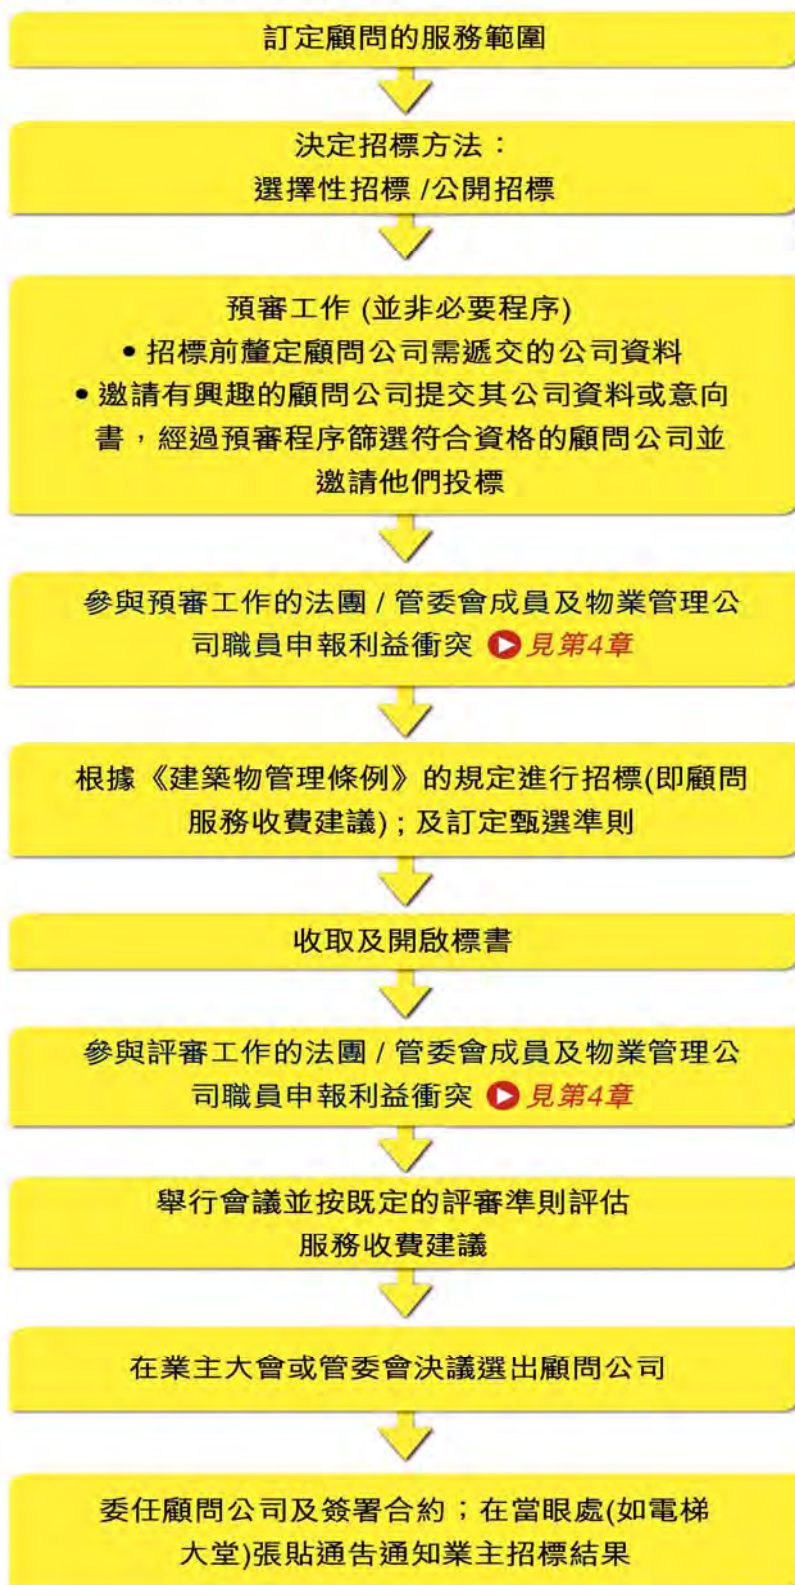 訂定顧問的服務範圍
決定招標方法：
選擇性招標 /公開招標
預審工作 (並非必要程序)
• 招標前釐定顧問公司需遞交的公司資料
• 邀請有興趣的顧問公司提交其公司資料或意向
書，經過預審程序篩選符合資格的顧問公司並
邀請他們投標
參與預審工作的法團 / 管委會成員及物業管理公
司職員申報利益衝突 見第4章
根據《建築物管理條例》的規定進行招標(即顧問
服務收費建議)；及訂定甄選準則
收取及開啟標書
參與評審工作的法團 / 管委會成員及物業管理公
司職員申報利益衝突 見第4章
舉行會議並按既定的評審準則評估
服務收費建議
在業主大會或管委會決議選出顧問公司
委任顧問公司及簽署合約；在當眼處(如電梯
大堂)張貼通告通知業主招標結果